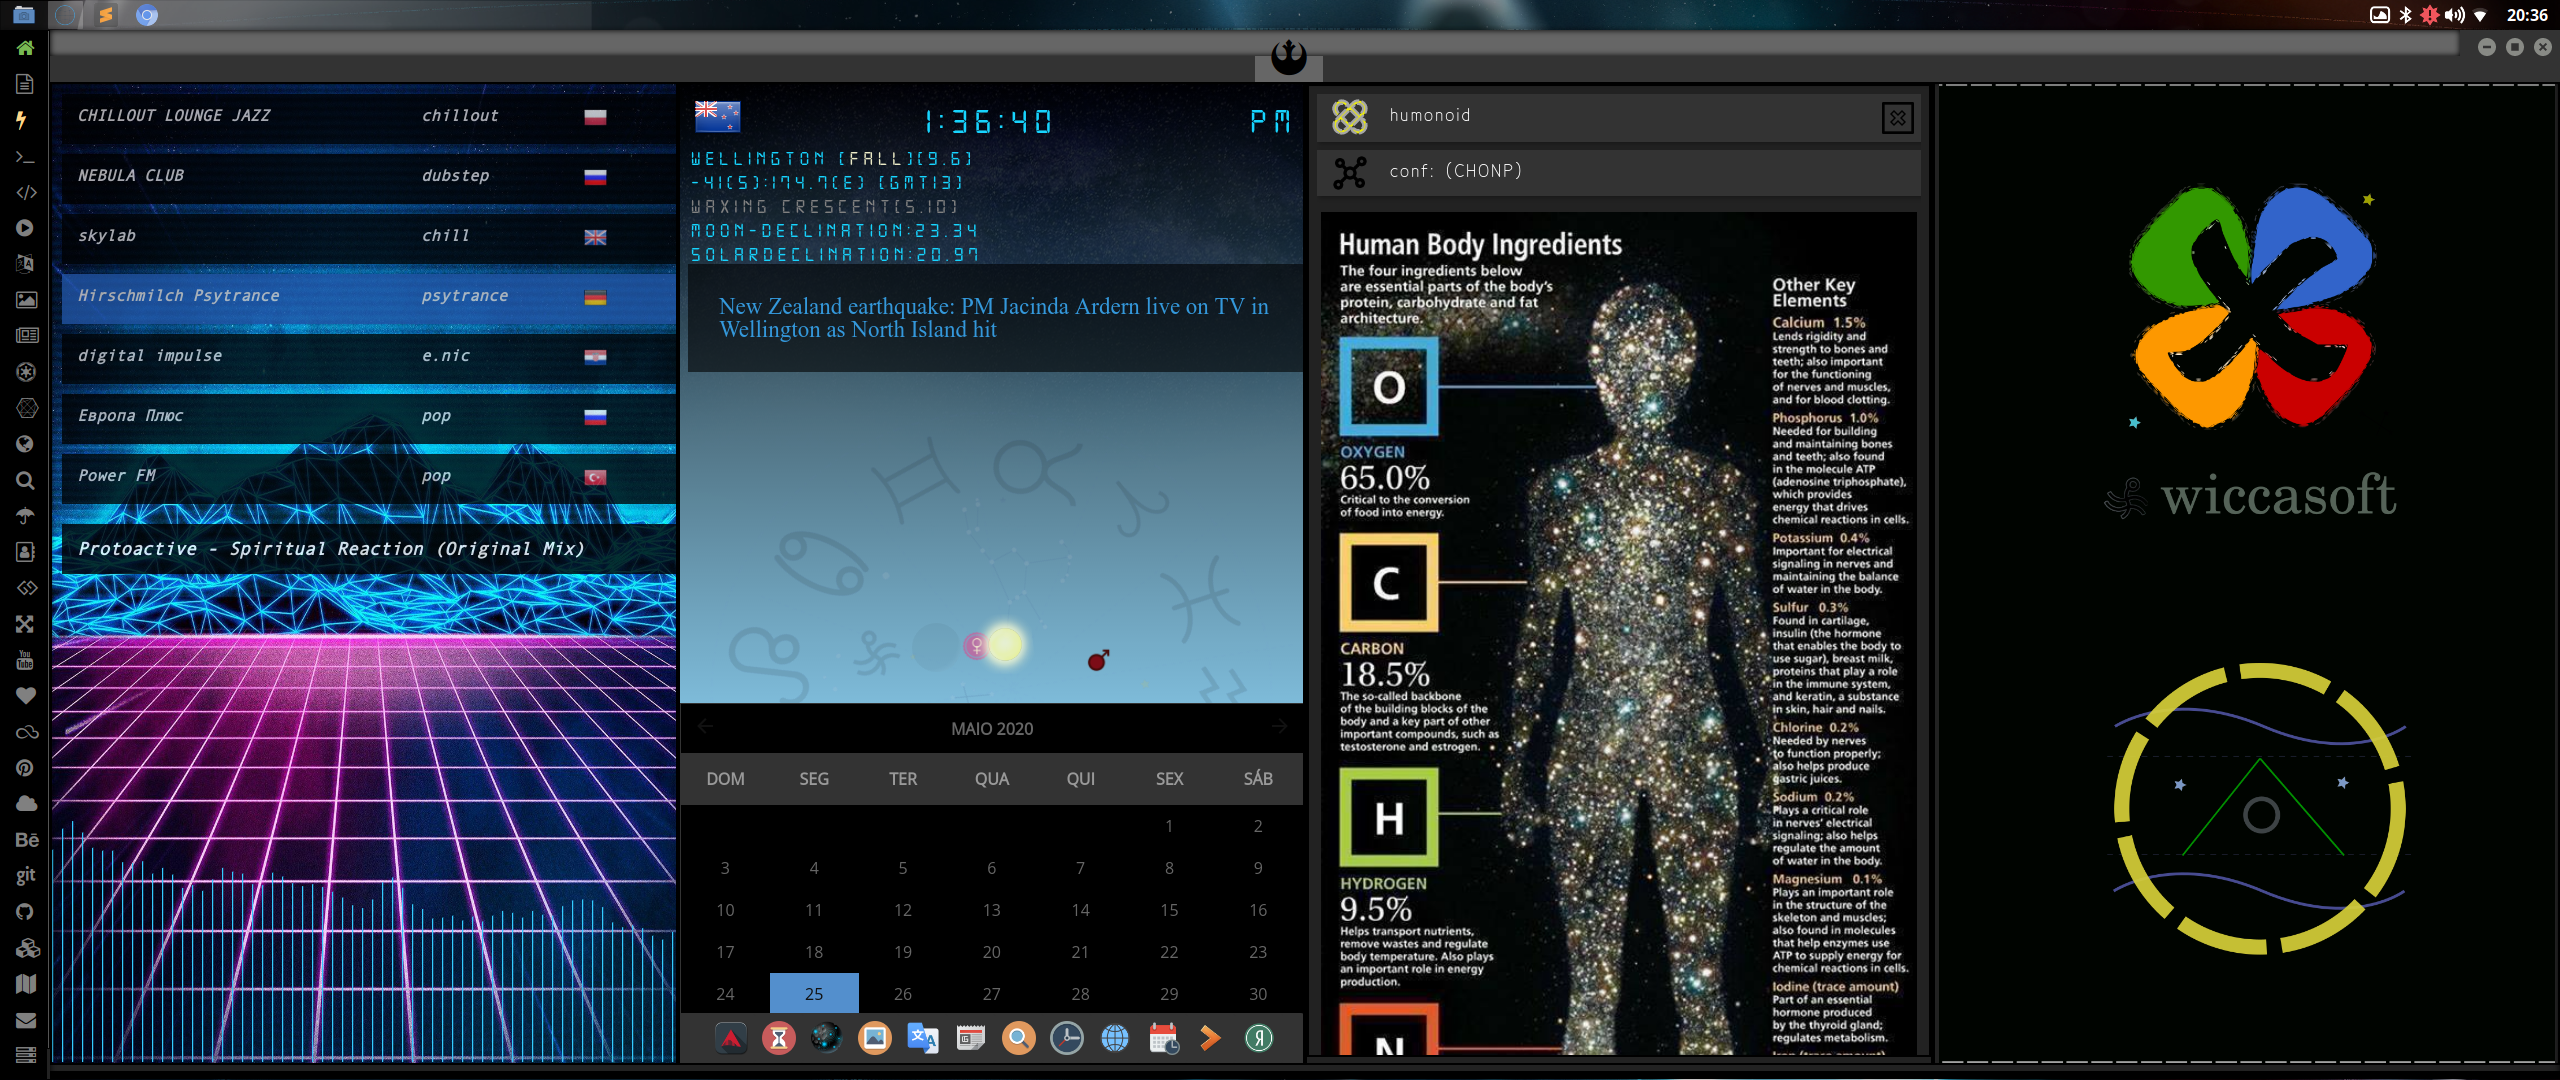 20:36
CHILLOUT LOUNGE JAZZ chillout
NEBULA CLUB dubstep
skylab chill
Hirschmilch Psytrance psytrance
digital impulse e.nic
Европа Плюс pop
Power FM pop
Protoactive - Spiritual Reaction (Original Mix)
You
Tube
Bē
git
1:36:40 PM
WELLINGTON [FALL][9.6]
-41(S):174.7(E) [GMT13]
WAXING CRESCENT(5.10)
MOON-DECLINATION:23.34
SOLARDECLINATION:20.97
New Zealand earthquake: PM Jacinda Ardern live on TV in
Wellington as North Island hit
MAIO 2020
DOM SEG TER QUA QUI SEX SÁB
1 2
3 4 5 6 7 8 9
10 11 12 13 14 15 16
17 18 19 20 21 22 23
24 25 26 27 28 29 30
humonoid
conf: (CHONP)
Human Body Ingredients
The four ingredients below
are essential parts of the body's
protein, carbohydrate and fat
architecture.
O
OXYGEN
65.0%
Critical to the conversion
of food into energy.
C
CARBON
18.5%
The so-called backbone
of the building blocks of the
body and a key part of other
important compounds, such as
testosterone and estrogen.
H
HYDROGEN
9.5%
Helps transport nutrients,
remove wastes and regulate
body temperature. Also plays
an important role in energy
production.
N
Other Key
Elements
Calcium 1.5%
Lends rigidity and
strength to bones and
teeth; also important
for the functioning
of nerves and muscles,
and for blood clotting.
Phosphorus 1.0%
Needed for building
and maintaining bones
and teeth; also found
in the molecule ATP
(adenosine triphosphate),
which provides
energy that drives
chemical reactions in cells.
Potassium 0.4%
Important for electrical
signaling in nerves and
maintaining the balance
of water in the body.
Sulfur 0.3%
Found in cartilage,
insulin (the hormone
that enables the body to
use sugar), breast milk,
proteins that play a role
in the immune system,
and keratin, a substance
in skin, hair and nails.
Chlorine 0.2%
Needed by nerves
to function properly;
also helps produce
gastric juices.
Sodium 0.2%
Plays a critical role
in nerves' electrical
signaling; also helps
regulate the amount
of water in the body.
Magnesium 0.1%
Plays an important role
in the structure of the
skeleton and muscles;
also found in molecules
that help enzymes use
ATP to supply energy for
chemical reactions in cells.
Iodine (trace amount)
Part of an essential
hormone produced
by the thyroid gland;
regulates metabolism.
Iron (trace amount)
wiccasoft